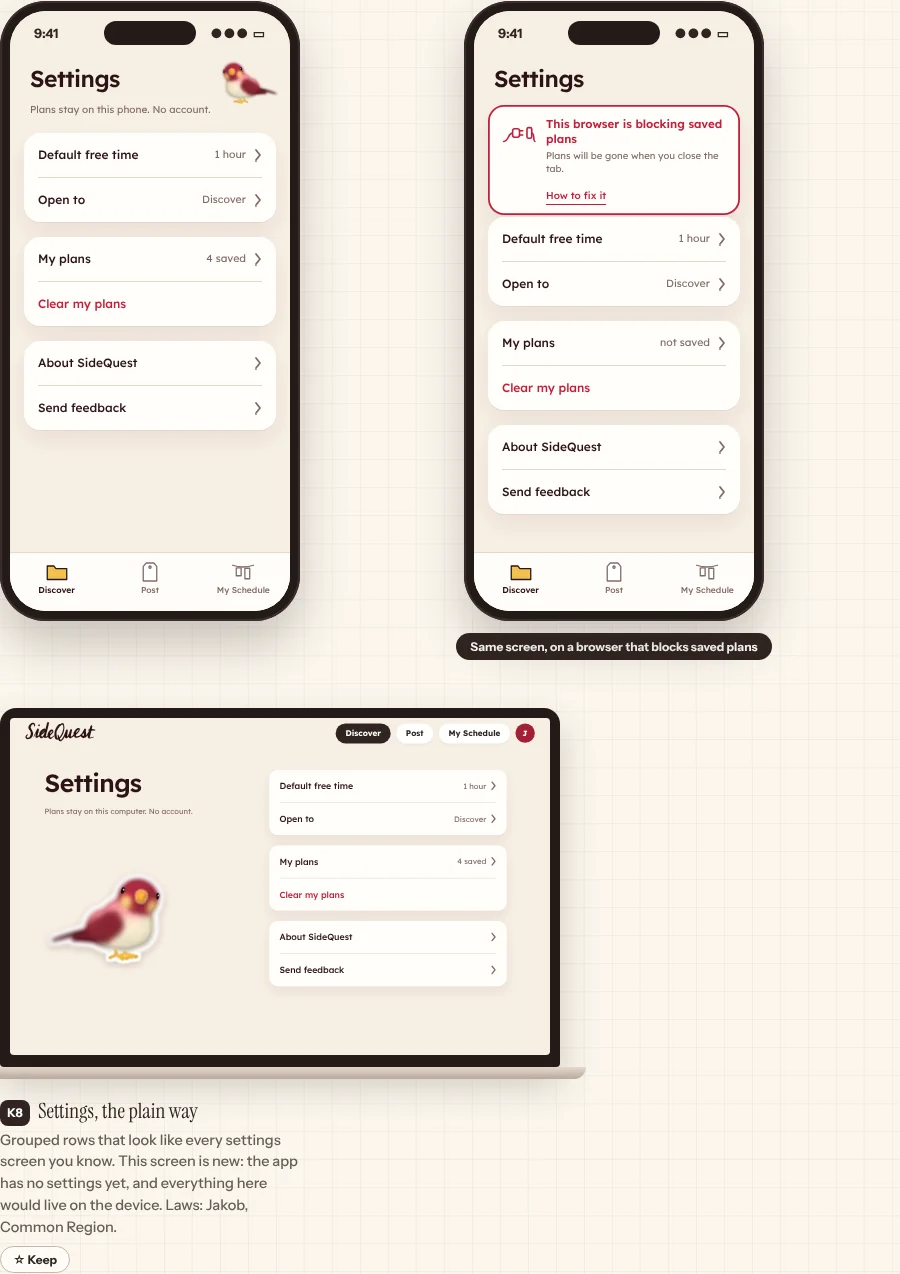 9:41
Settings
Plans stay on this phone. No account.
Default free time
1 hour
Open to
Discover
My plans
4 saved
Clear my plans
About SideQuest
Send feedback
Discover
Post
My Schedule
9:41
Settings
This browser is blocking saved
plans
Plans will be gone when you close the
tab.
How to fix it
Default free time
1 hour
Open to
Discover
My plans
not saved
Clear my plans
About SideQuest
Send feedback
Discover
Post
My Schedule
Same screen, on a browser that blocks saved plans
SideQuest
Discover
Post
My Schedule
J
Settings
Plans stay on this computer. No account.
Default free time
1 hour
Open to
Discover
My plans
4 saved
Clear my plans
About SideQuest
Send feedback
K8
Settings, the plain way
Grouped rows that look like every settings
screen you know. This screen is new: the app
has no settings yet, and everything here
would live on the device. Laws: Jakob,
Common Region.
☆ Keep